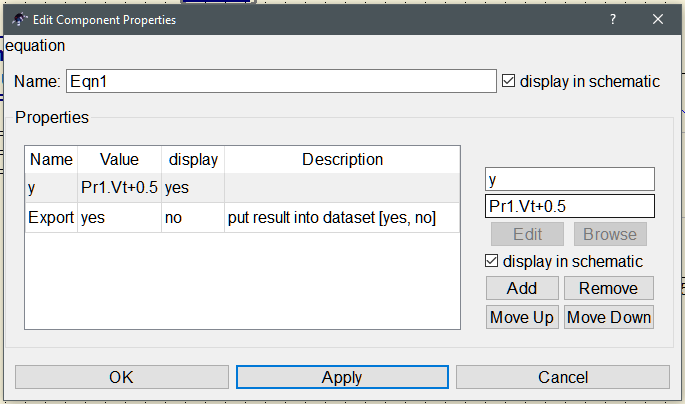 Edit Component Properties ?
equation
Name: Eqn1 display in schematic
Properties
Name Value display Description
y Pr1.Vt+0.5 yes
Export yes no put result into dataset [yes, no]
y
Pr1.Vt+0.5
Edit Browse
display in schematic
Add Remove
Move Up Move Down
OK Apply Cancel